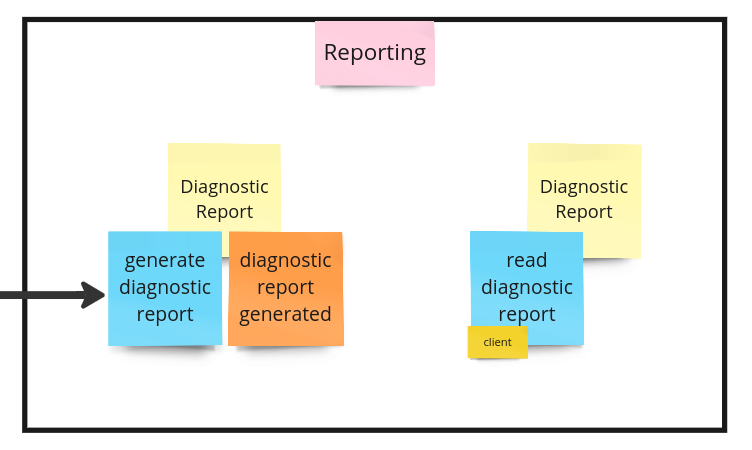 Reporting
Diagnostic
Report
generate
diagnostic
report
diagnostic
report
generated
Diagnostic
Report
read
diagnostic
report
client